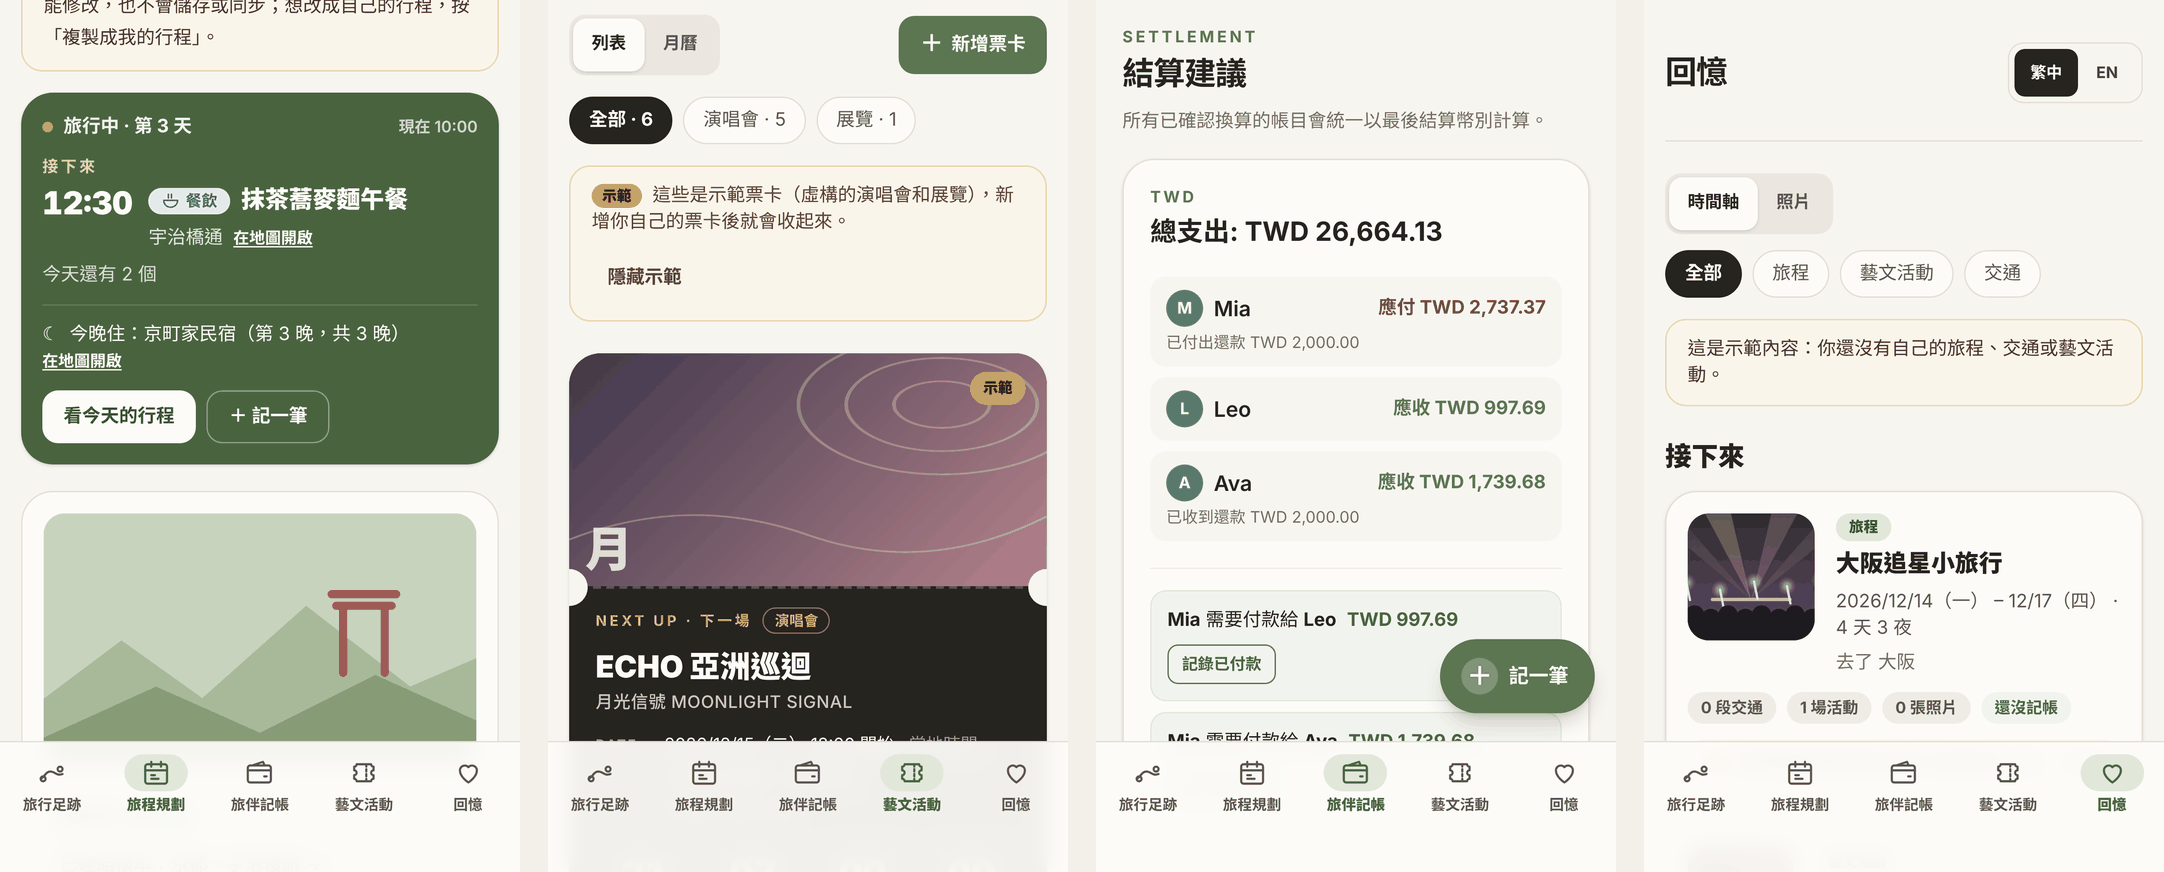 能修改，也不會儲存或同步；想改成自己的行程，按
「複製成我的行程」。
旅行中 · 第 3 天
現在 10:00
接下來
12:30 餐飲 抹茶蕎麥麵午餐
宇治橋通 在地圖開啟
今天還有 2 個
今晚住：京町家民宿（第 3 晚，共 3 晚）
在地圖開啟
看今天的行程
+ 記一筆
旅行足跡
旅程規劃
旅伴記帳
藝文活動
回憶
列表
月曆
+ 新增票卡
全部 · 6
演唱會 · 5
展覽 · 1
示範 這些是示範票卡（虛構的演唱會和展覽），新
增你自己的票卡後就會收起來。
隱藏示範
示範
月
NEXT UP · 下一場 演唱會
ECHO 亞洲巡迴
月光信號 MOONLIGHT SIGNAL
旅行足跡
旅程規劃
旅伴記帳
藝文活動
回憶
SETTLEMENT
結算建議
所有已確認換算的帳目會統一以最後結算幣別計算。
TWD
總支出: TWD 26,664.13
M Mia 應付 TWD 2,737.37
已付出還款 TWD 2,000.00
L Leo 應收 TWD 997.69
A Ava 應收 TWD 1,739.68
已收到還款 TWD 2,000.00
Mia 需要付款給 Leo TWD 997.69
記錄已付款
+ 記一筆
Mia 需要付款給 Ava TWD 1,739.68
旅行足跡
旅程規劃
旅伴記帳
藝文活動
回憶
回憶
繁中
EN
時間軸
照片
全部
旅程
藝文活動
交通
這是示範內容：你還沒有自己的旅程、交通或藝文活
動。
接下來
旅程
大阪追星小旅行
2026/12/14（一） – 12/17（四） ·
4 天 3 夜
去了 大阪
0 段交通
1 場活動
0 張照片
還沒記帳
旅行足跡
旅程規劃
旅伴記帳
藝文活動
回憶